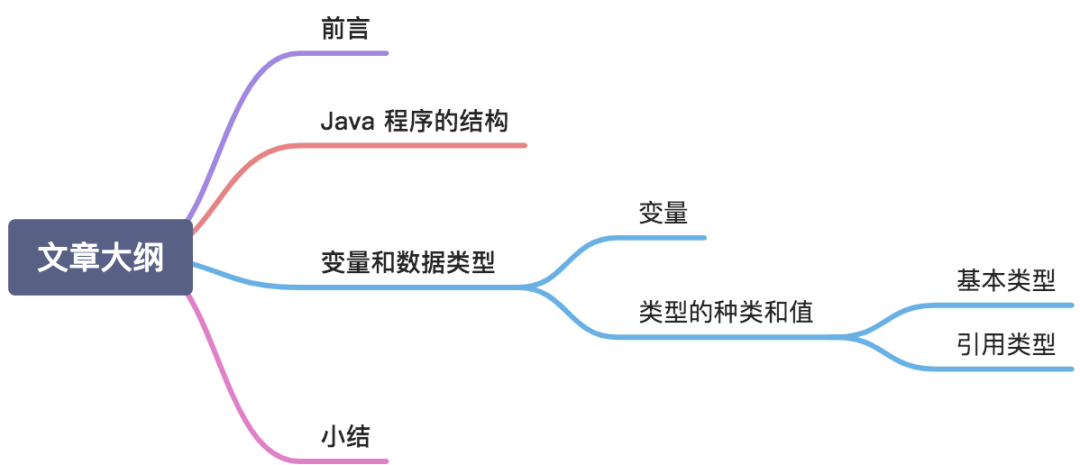 前言
Java 程序的结构
文章大纲
变量和数据类型
变量
类型的种类和值
基本类型
引用类型
小结